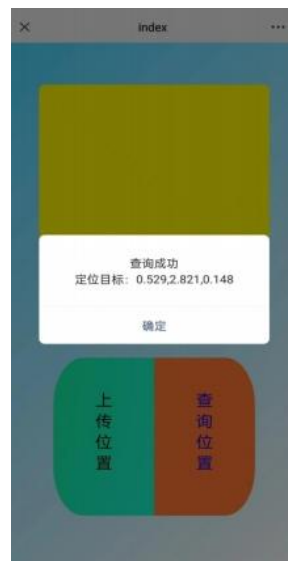 index
查询成功
定位目标：0.529,2.821,0.148
确定
上传位置
查询位置